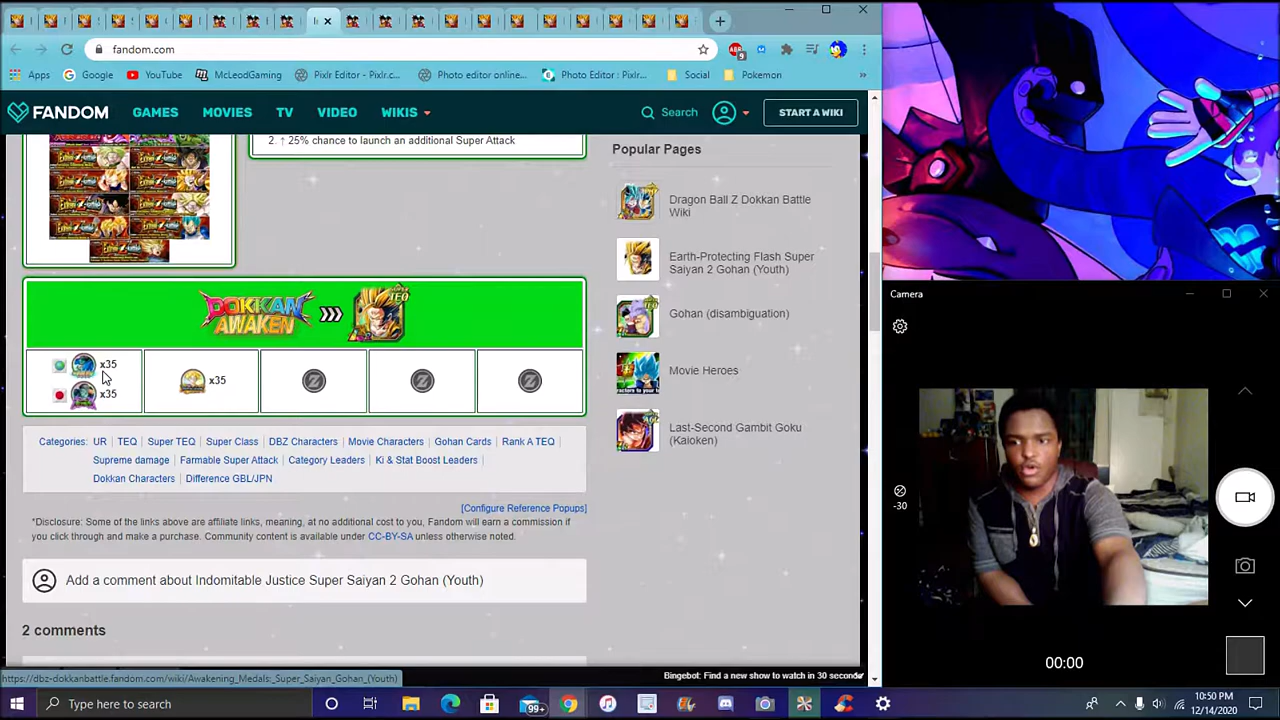 fandom.com
Apps
Google
YouTube
McLeodGaming
Pixlr Editor - Pixlr.c...
Photo editor online...
Photo Editor : Pixlr...
Social
Pokemon
FANDOM
GAMES
MOVIES
TV
VIDEO
WIKIS
Search
START A WIKI
2. ↑ 25% chance to launch an additional Super Attack
Popular Pages
Dragon Ball Z Dokkan Battle
Wiki
Earth-Protecting Flash Super
Saiyan 2 Gohan (Youth)
Gohan (disambiguation)
Movie Heroes
Last-Second Gambit Goku
(Kaioken)
DOKKAN
AWAKEN
TEQ
x35
x35
x35
Categories: UR TEQ Super TEQ Super Class DBZ Characters Movie Characters Gohan Cards Rank A TEQ
Supreme damage Farmable Super Attack Category Leaders Ki & Stat Boost Leaders
Dokkan Characters Difference GBL/JPN
[Configure Reference Popups]
*Disclosure: Some of the links above are affiliate links, meaning, at no additional cost to you, Fandom will earn a commission if
you click through and make a purchase. Community content is available under CC-BY-SA unless otherwise noted.
Add a comment about Indomitable Justice Super Saiyan 2 Gohan (Youth)
2 comments
https://dbz-dokkanbattle.fandom.com/wiki/Awakening_Medals:_Super_Saiyan_Gohan_(Youth)
Bingebot: Find a new show to watch in 30 seconds
Camera
-30
00:00
Type here to search
99+
10:50 PM
12/14/2020